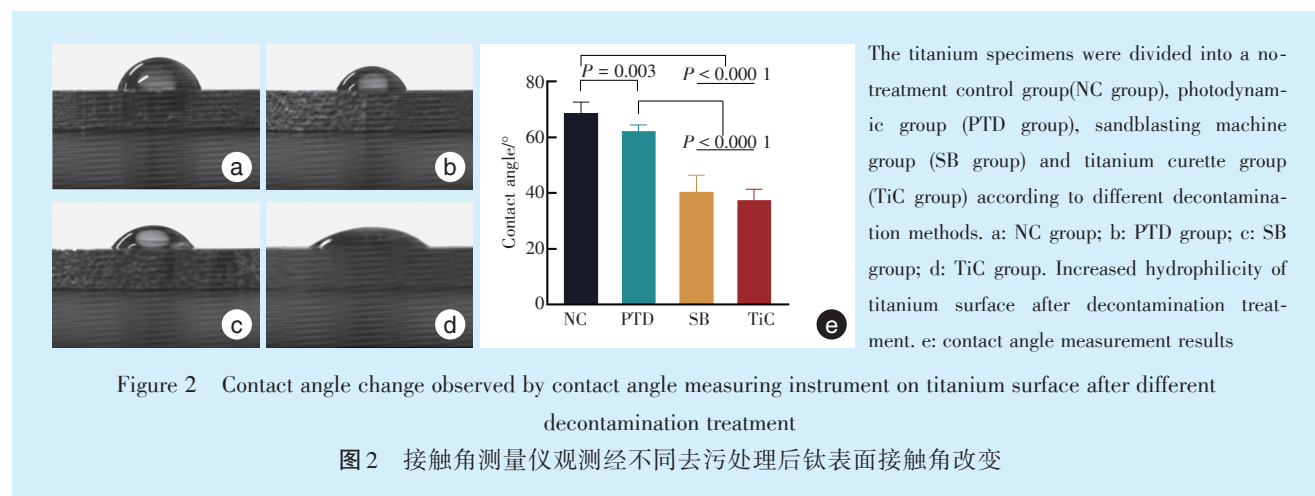 a
b
c
d
P = 0.003
P < 0.000 1
P < 0.000 1
Contact angle/°
80
60
40
20
0
NC PTD SB TiC
e
The titanium specimens were divided into a no-
treatment control group(NC group), photodynam-
ic group (PTD group), sandblasting machine
group (SB group) and titanium curette group
(TiC group) according to different decontamina-
tion methods. a: NC group; b: PTD group; c: SB
group; d: TiC group. Increased hydrophilicity of
titanium surface after decontamination treat-
ment. e: contact angle measurement results
Figure 2 Contact angle change observed by contact angle measuring instrument on titanium surface after different
decontamination treatment
图2 接触角测量仪观测经不同去污处理后钛表面接触角改变